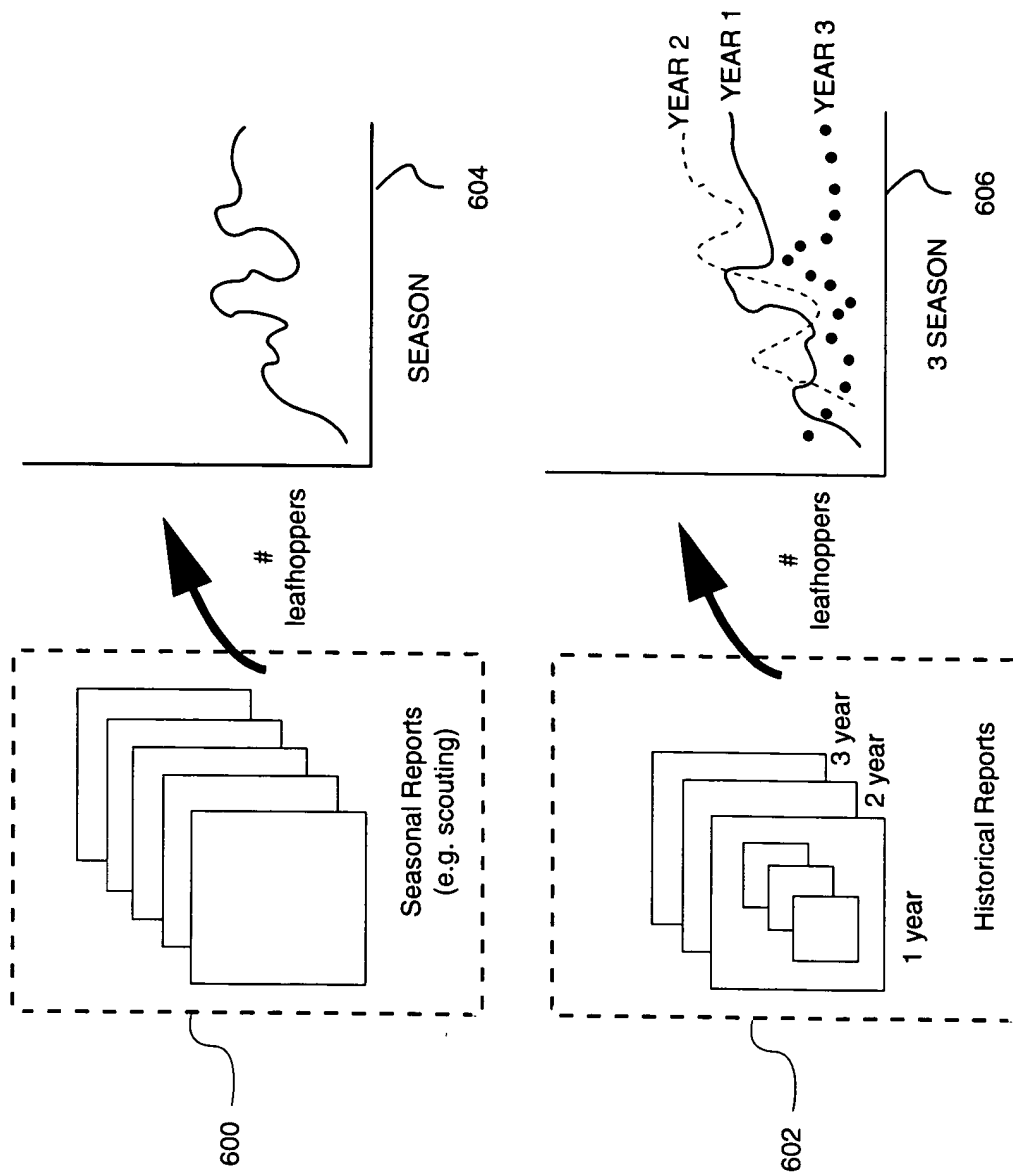 600
Seasonal Reports
(e.g. scouting)
#
leafhoppers
SEASON
604
602
1 year
2 year
3 year
Historical Reports
#
leafhoppers
YEAR 2
YEAR 1
YEAR 3
3 SEASON
606